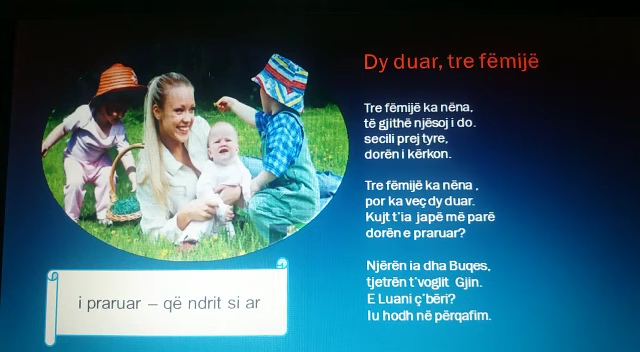 Dy duar, tre fëmijë
Tre fëmijë ka nëna,
të gjithë njësoj i do.
secili prej tyre,
dorën i kërkon.
Tre fëmijë ka nëna ,
por ka veç dy duar.
Kujt t'ia japë më parë
dorën e praruar?
Njërën ia dha Buqes,
tjetrën t'voglit Gjin.
E Luani ç'bëri?
Iu hodh në përqafim.
i praruar – që ndrit si ar